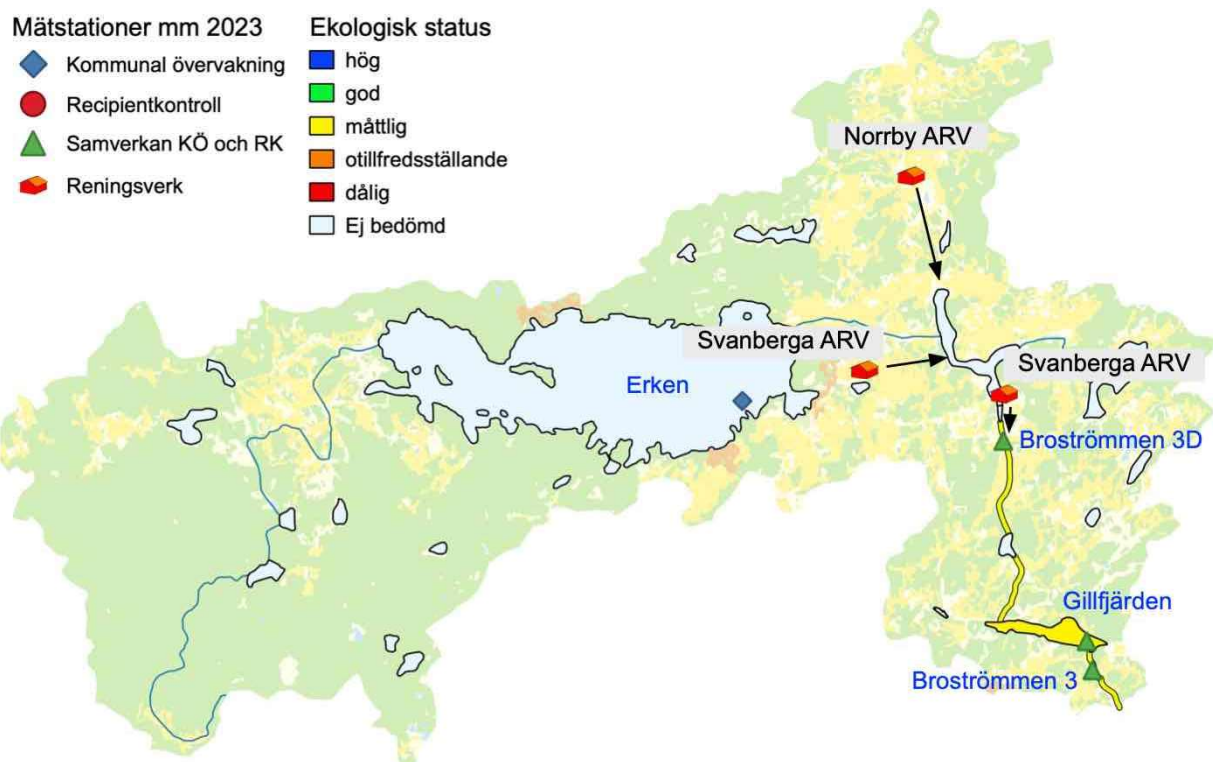 Mätstationer mm 2023
Kommunal övervakning
Recipientkontroll
Samverkan KÖ och RK
Reningsverk
Ekologisk status
hög
god
måttlig
otillfredsställande
dålig
Ej bedömd
Norrby ARV
Svanberga ARV
Svanberga ARV
Erken
Broströmmen 3D
Gillfjärden
Broströmmen 3